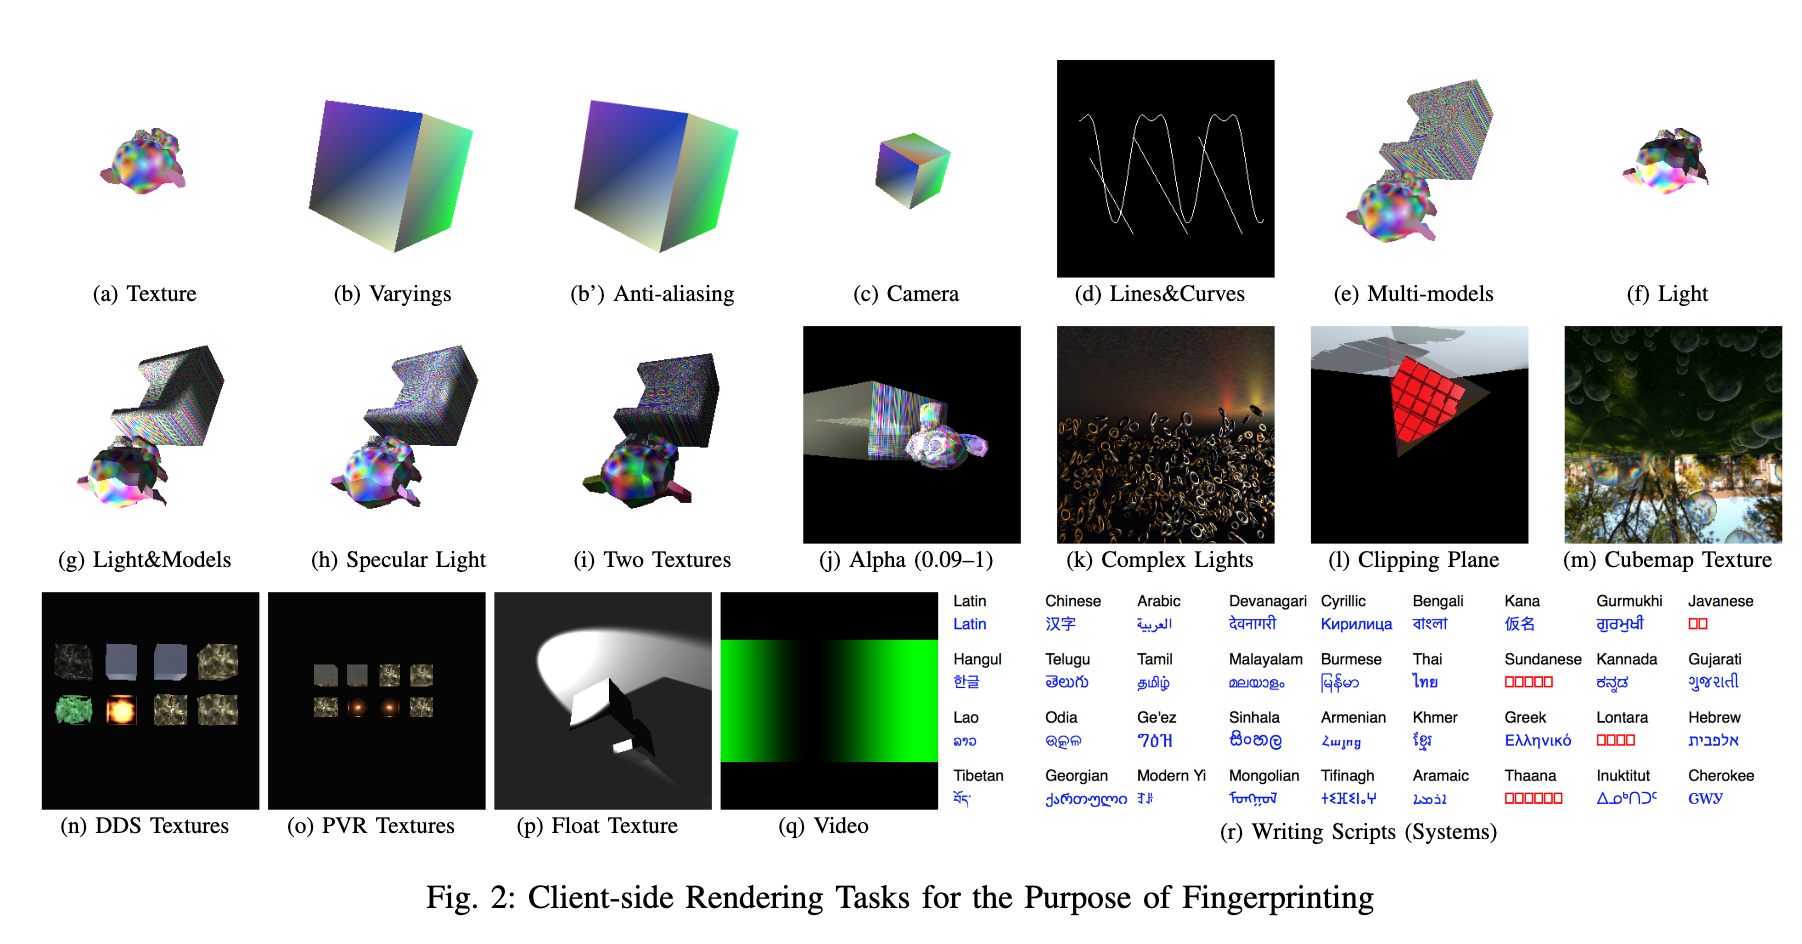 (a) Texture
(b) Varyings
(b’) Anti-aliasing
(c) Camera
(d) Lines&Curves
(e) Multi-models
(f) Light
(g) Light&Models
(h) Specular Light
(i) Two Textures
(j) Alpha (0.09–1)
(k) Complex Lights
(l) Clipping Plane
(m) Cubemap Texture
Latin Chinese Arabic Devanagari Cyrillic Bengali Kana Gurmukhi Javanese
Latin 汉字 العربية देवनागरी Кирилица বাংলা 仮名 ਗੁਰਮੁਖੀ
Hangul Telugu Tamil Malayalam Burmese Thai Sundanese Kannada Gujarati
한글 తెలుగు தமிழ் മലയാളം မြန်မာ ไทย ಕನ್ನಡ ગુજરાતી
Lao Odia Ge'ez Sinhala Armenian Khmer Greek Lontara Hebrew
ລາວ ଉତ୍କଳ ግዕዝ සිංහල Հայոց ខ្មែរ Ελληνικό אלפבית
Tibetan Georgian Modern Yi Mongolian Tifinagh Aramaic Thaana Inuktitut Cherokee
བོད་ ქართული ᐃᓄᒃᑎᑐᑦ ᏣᎳᎩ
(n) DDS Textures
(o) PVR Textures
(p) Float Texture
(q) Video
(r) Writing Scripts (Systems)
Fig. 2: Client-side Rendering Tasks for the Purpose of Fingerprinting